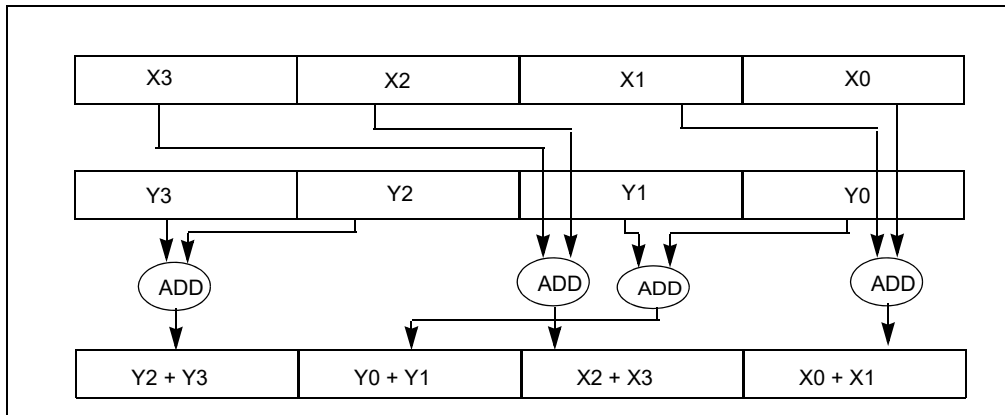 X3 X2 X1 X0
Y3 Y2 Y1 Y0
ADD ADD ADD ADD
Y2 + Y3 Y0 + Y1 X2 + X3 X0 + X1